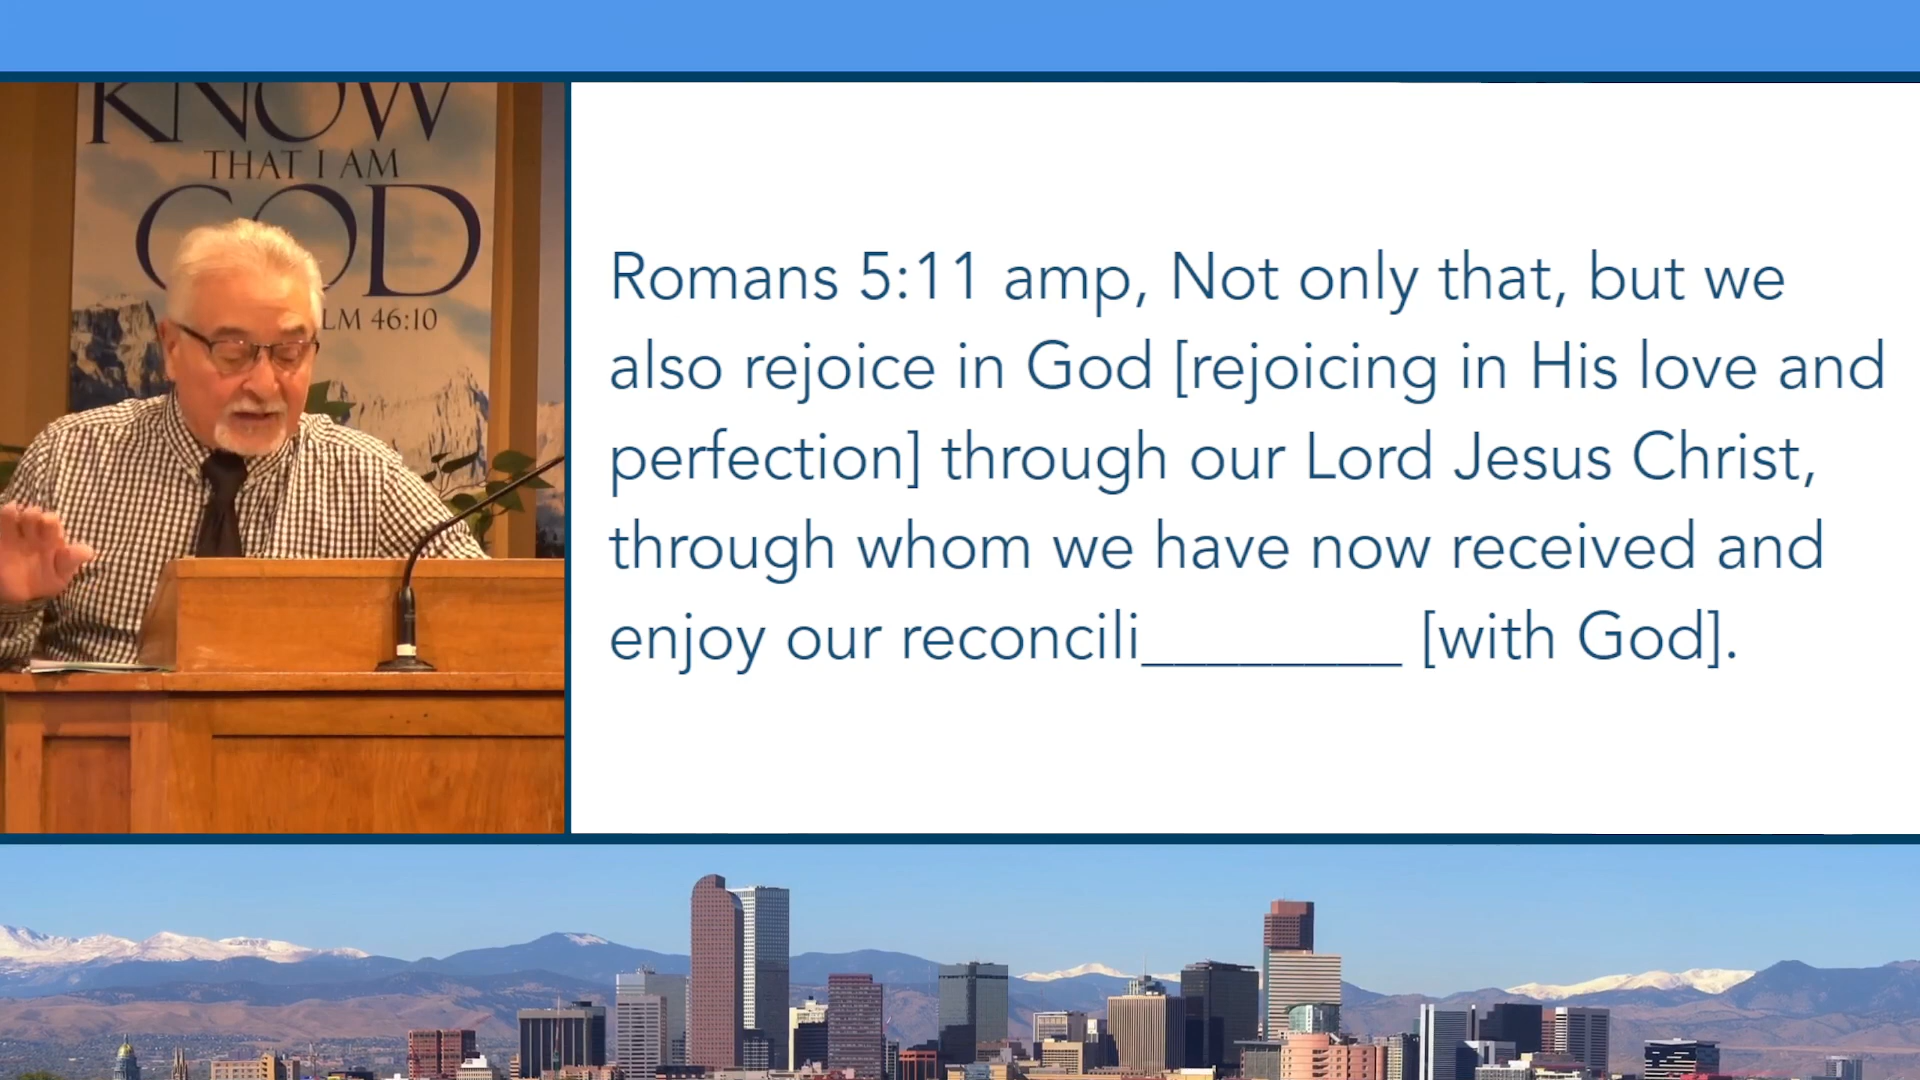 KNOW
THAT I AM
GOD
LM 46:10
Romans 5:11 amp, Not only that, but we
also rejoice in God [rejoicing in His love and
perfection] through our Lord Jesus Christ,
through whom we have now received and
enjoy our reconcili________ [with God].